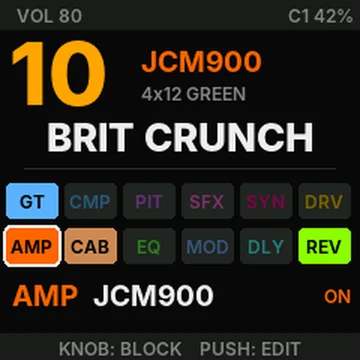 VOL 80 C1 42%
10 JCM900
4x12 GREEN
BRIT CRUNCH
GT CMP PIT SFX SYN DRV
AMP CAB EQ MOD DLY REV
AMP JCM900 ON
KNOB: BLOCK PUSH: EDIT